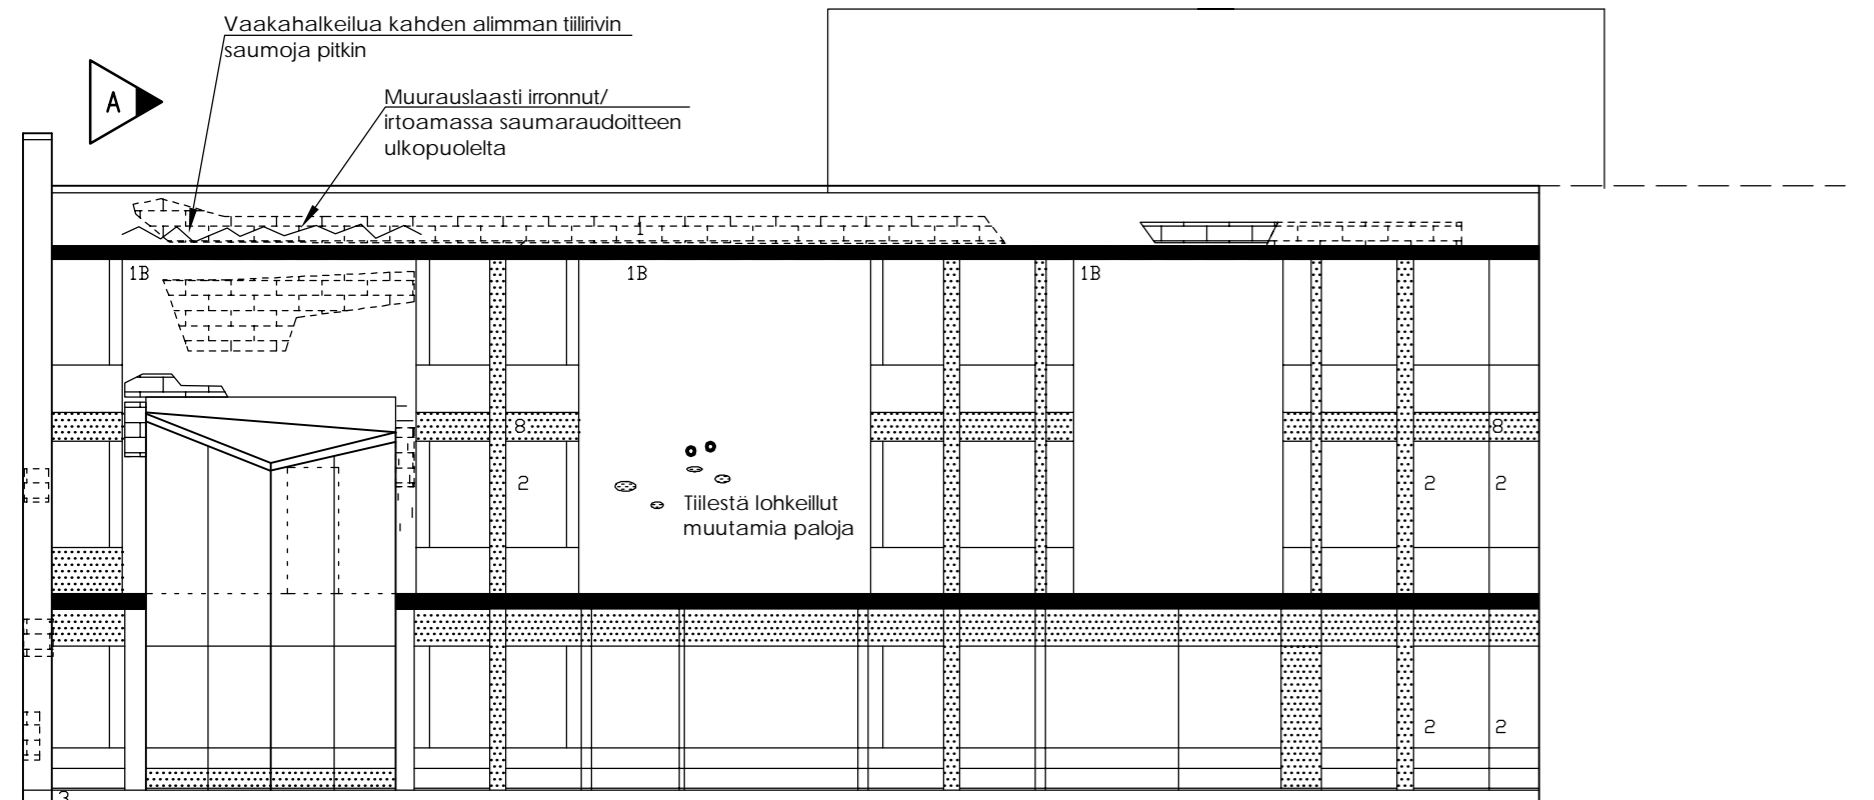 Vaakahalkeilua kahden alimman tiilirivin
saumoja pitkin
A
Muurauslaasti irronnut/
irtoamassa saumaraudoitteen
ulkopuolelta
1
1B
1B
1B
8
8
2
2
2
Tiilestä lohkeillut
muutamia paloja
2
2
3